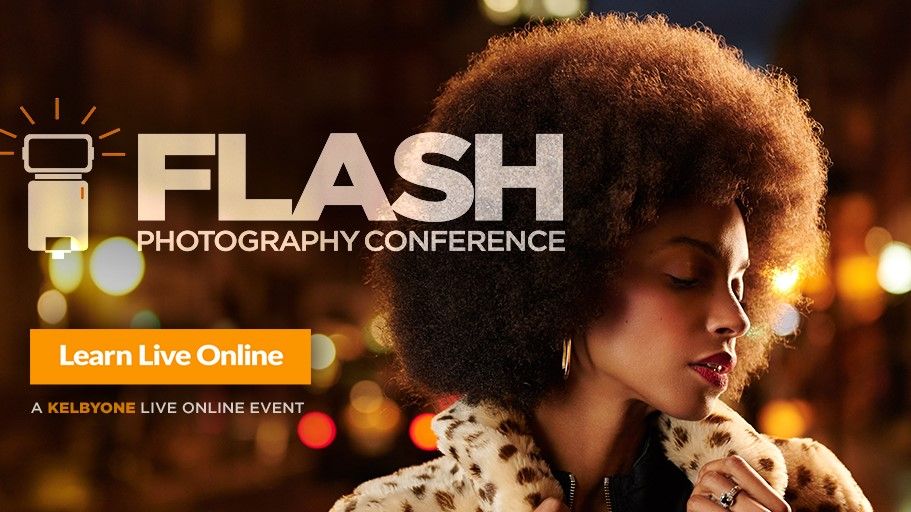 FLASH
PHOTOGRAPHY CONFERENCE
Learn Live Online
A KELBYONE LIVE ONLINE EVENT